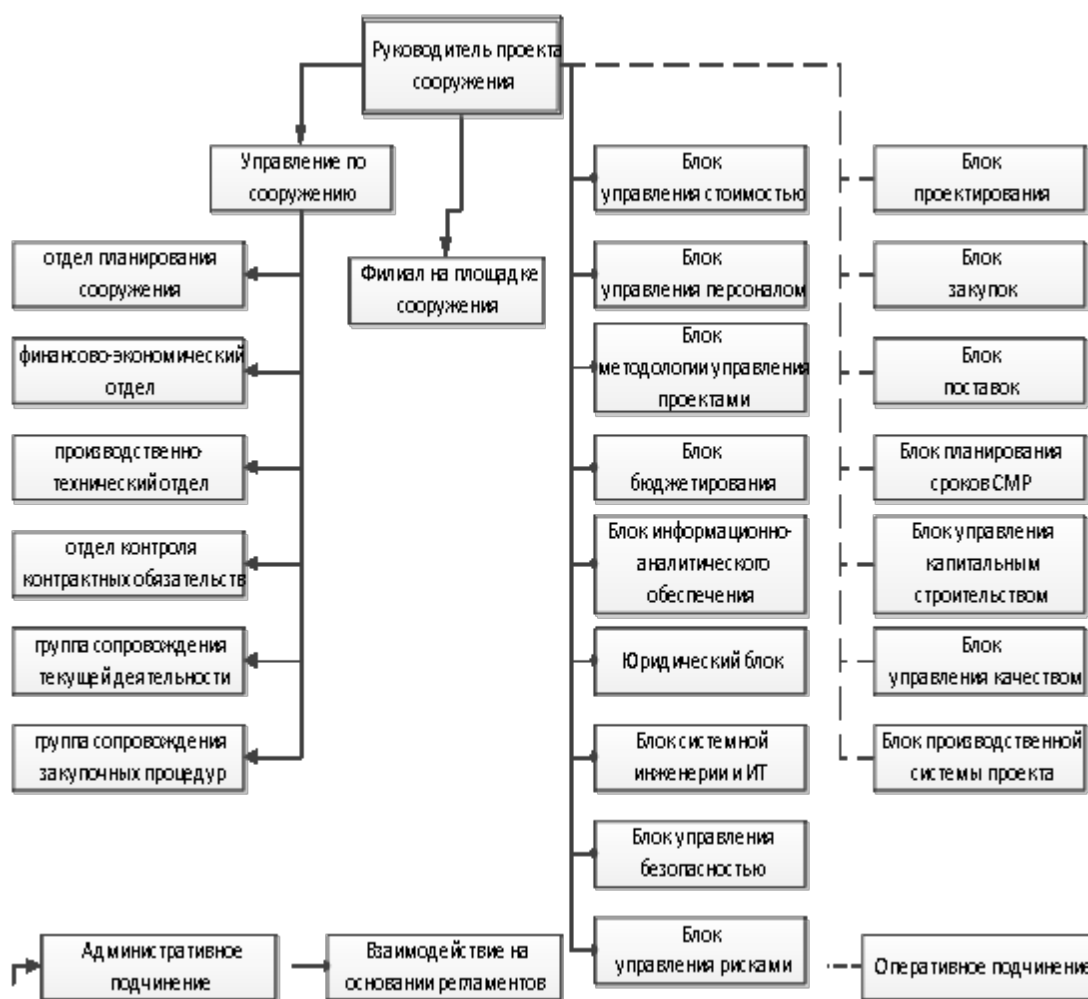 Руководитель проекта
сооружения
Управление по
сооружению
Филиал на площадке
сооружения
отдел планирования
сооружения
финансово-экономический
отдел
производственно-
технический отдел
отдел контроля
контрактных обязательств
группа сопровождения
текущей деятельности
группа сопровождения
закупочных процедур
Блок
управления стоимостью
Блок
управления персоналом
Блок
методологии управления
проектами
Блок
бюджетирования
Блок информационно-
аналитического
обеспечения
Юридический блок
Блок системной
инженерии и ИТ
Блок управления
безопасностью
Блок
управления рисками
Блок
проектирования
Блок
закупок
Блок
поставок
Блок планирования
сроков СМР
Блок управления
капитальным
строительством
Блок
управления качеством
Блок производственной
системы проекта
Административное
подчинение
Взаимодействие на
основании регламентов
Оперативное подчинение